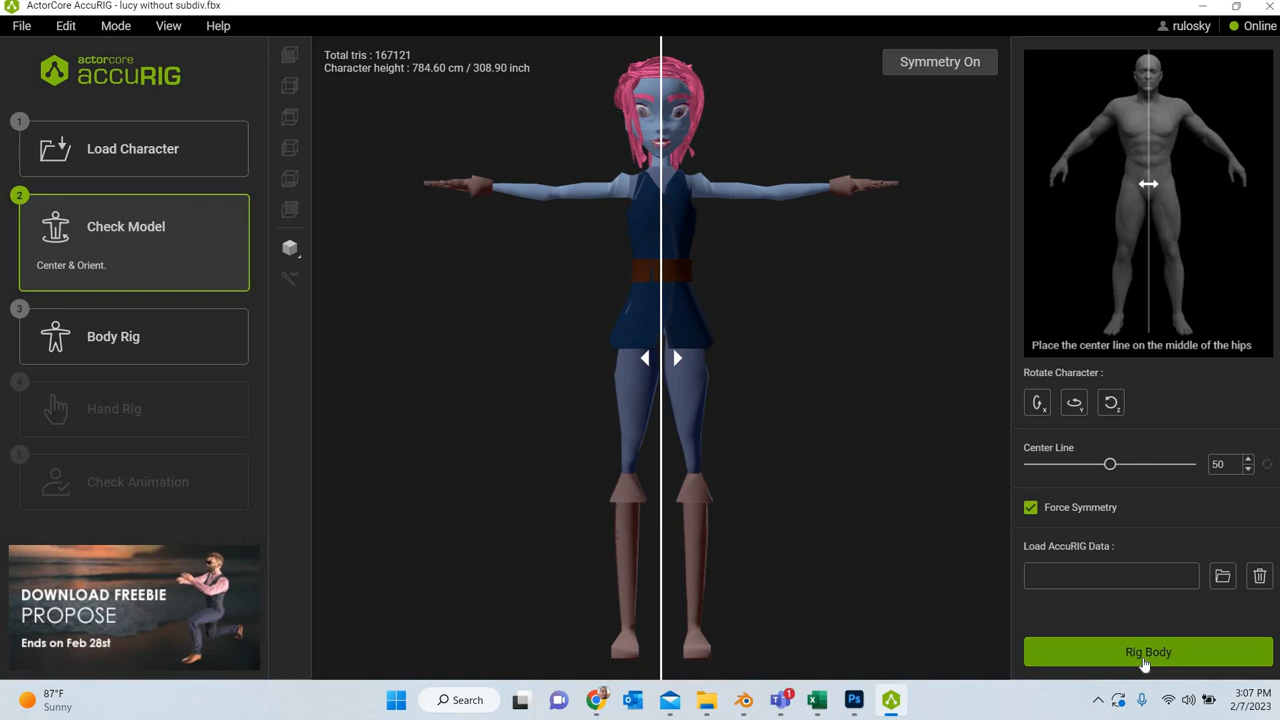 ActorCore AccuRIG - lucy without subdiv.fbx
File Edit Mode View Help
rulosky Online
actorcore
accuRIG
1
Load Character
2
Check Model
Center & Orient.
3
Body Rig
4
Hand Rig
5
Check Animation
DOWNLOAD FREEBIE
PROPOSE
Ends on Feb 28st
Total tris : 167121
Character height : 784.60 cm / 308.90 inch
Symmetry On
Place the center line on the middle of the hips
Rotate Character :
X Y Z
Center Line
50
Force Symmetry
Load AccuRIG Data :
Rig Body
87°F
Sunny
Search
1
3:07 PM
2/7/2023